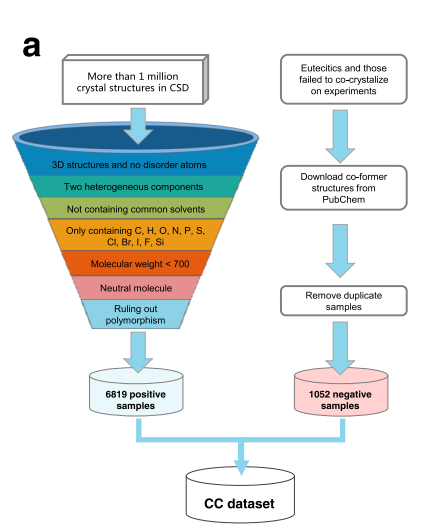 a
More than 1 million
crystal structures in CSD
3D structures and no disorder atoms
Two heterogeneous components
Not containing common solvents
Only containing C, H, O, N, P, S,
Cl, Br, I, F, Si
Molecular weight < 700
Neutral molecule
Ruling out
polymorphism
6819 positive
samples
Eutecitics and those
failed to co-crystalize
on experiments
Download co-former
structures from
PubChem
Remove duplicate
samples
1052 negative
samples
CC dataset